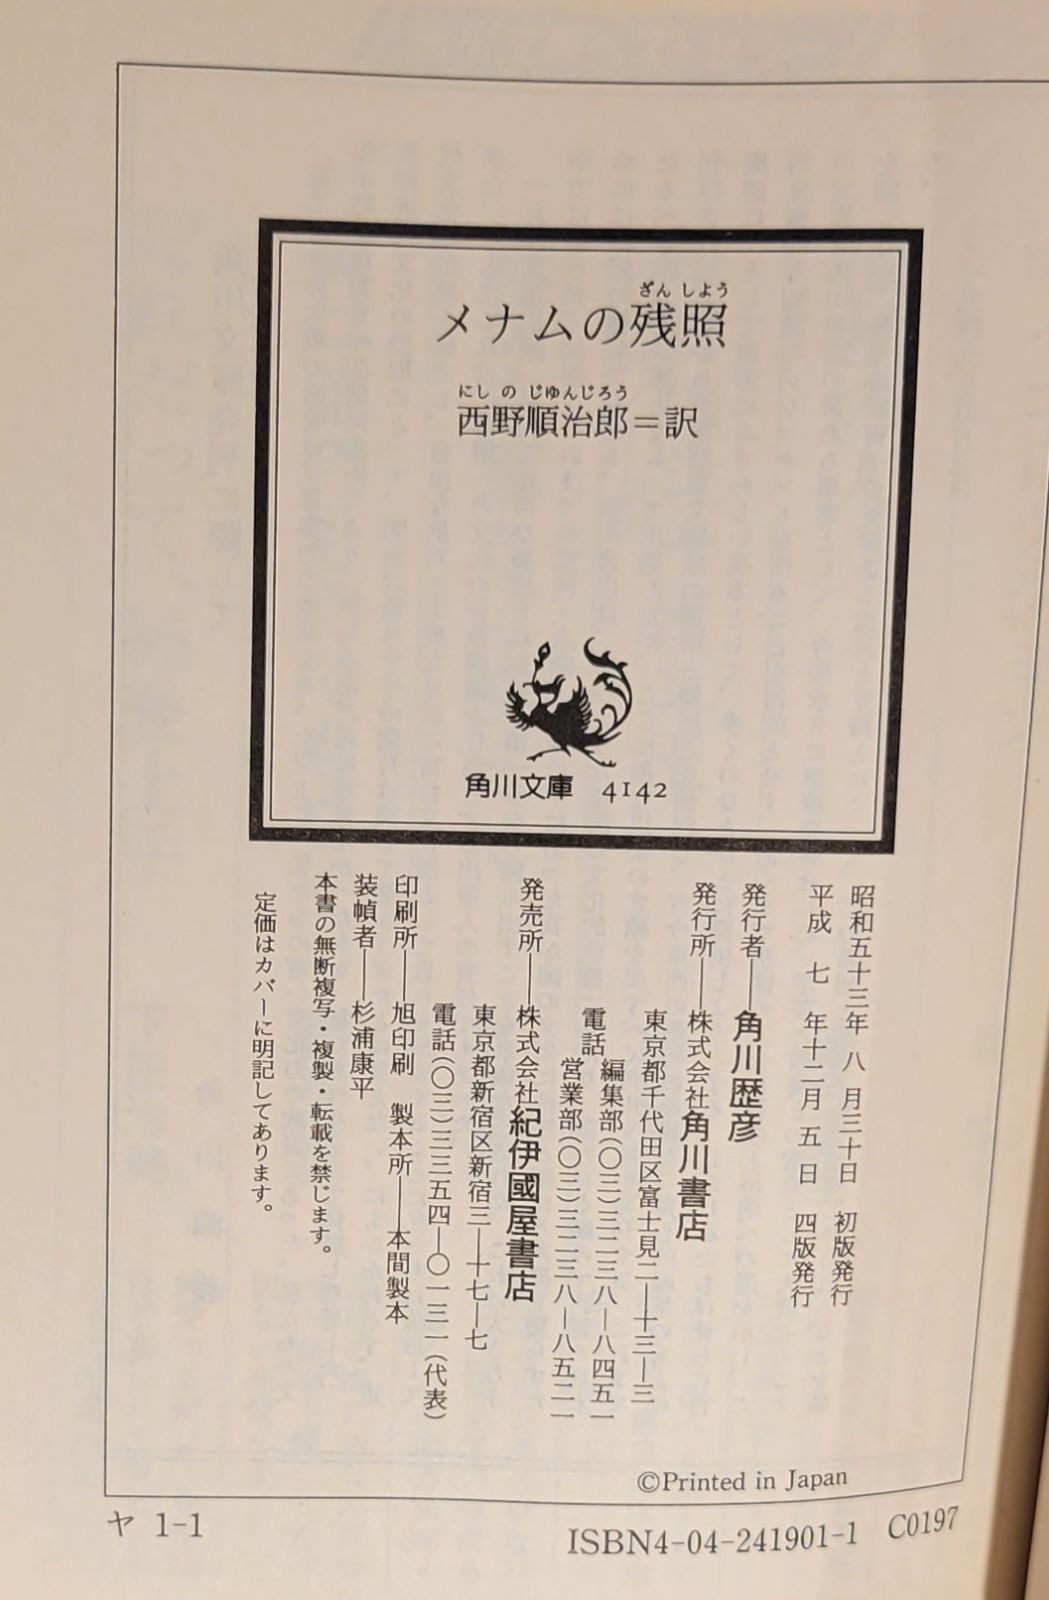 ざんしよう
メナムの残照
にしのじゆんじろう
西野順治郎=訳
角川文庫 4142
昭和五十三年 八 月三十日 初版発行
平成 七 年十二月 五 日 四版発行
発行者―角川歴彦
発行所―株式会社角川書店
東京都千代田区富士見二―十三―三
電話 編集部(〇三)三二三八―八四五一
営業部(〇三)三二三八―八五二一
発売所―株式会社紀伊國屋書店
東京都新宿区新宿三―十七―七
電話(〇三)三三五四―〇一三一(代表)
印刷所―旭印刷 製本所―本間製本
装幀者―杉浦康平
本書の無断複写・複製・転載を禁じます。
定価はカバーに明記してあります。
©Printed in Japan
ヤ 1-1
ISBN4-04-241901-1 C0197